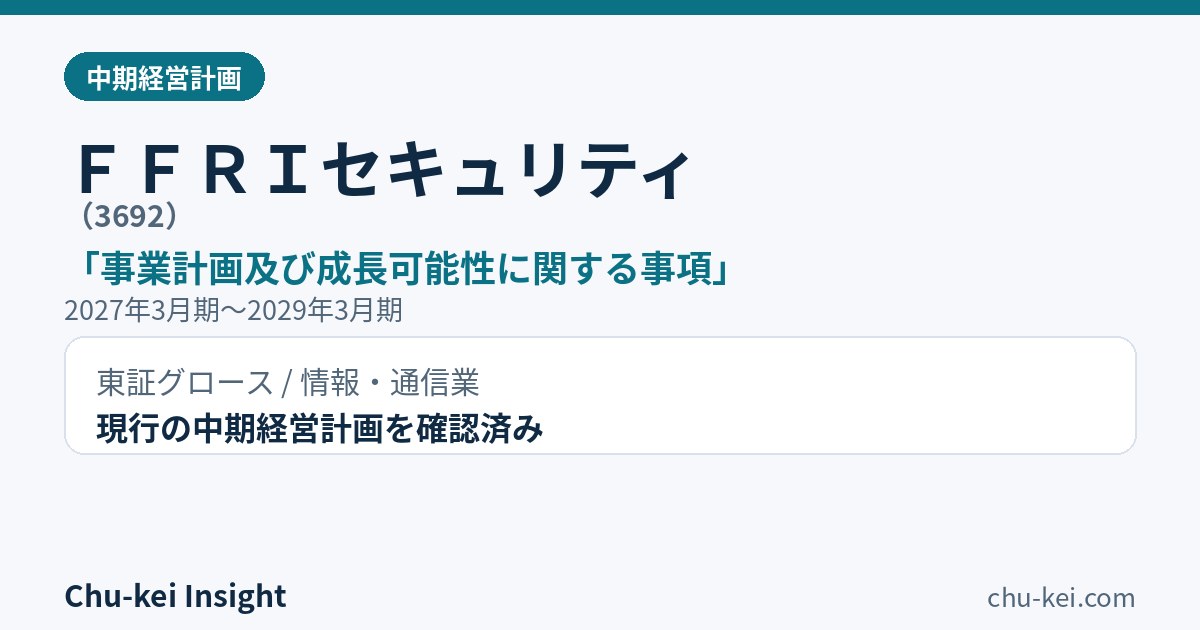 中期経営計画
ＦＦＲＩセキュリティ
（3692）
「事業計画及び成長可能性に関する事項」
2027年3月期〜2029年3月期
東証グロース / 情報・通信業
現行の中期経営計画を確認済み
Chu-kei Insight
chu-kei.com